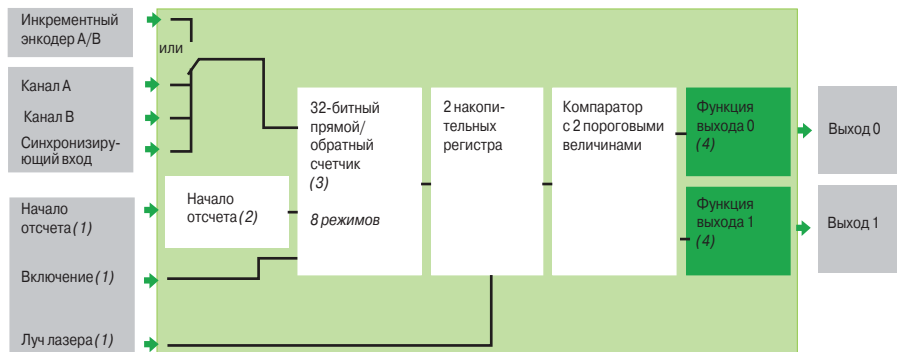 Инкрементный
энкодер А/В
или
Канал А
Канал В
Синхронизиру-
ющий вход
Начало
отсчета(1)
Включение(1)
Луч лазера(1)
Начало
отсчета(2)
32-битный
прямой/
обратный
счетчик
(3)
8 режимов
2 накопи-
тельных
регистра
Компаратор
с 2 пороговыми
величинами
Функция
выхода 0
(4)
Функция
выхода 1
(4)
Выход 0
Выход 1